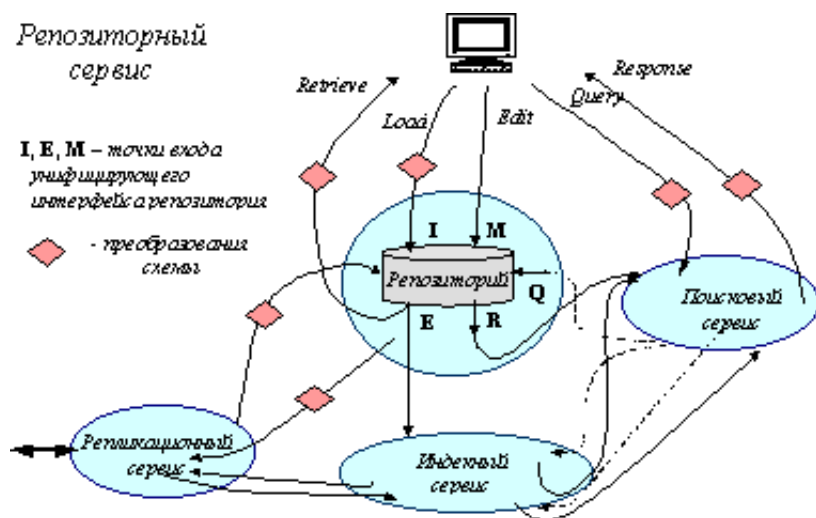 Репозиторный
сервис
Retrieve
Load
Edit
Query
Response
I, E, M – точки входа
унифицирующего
интерфейса репозитория
- преобразования
схемы
I
M
Репозиторий
Q
E
R
Поисковый
сервис
Репликационный
сервис
Индексный
сервис